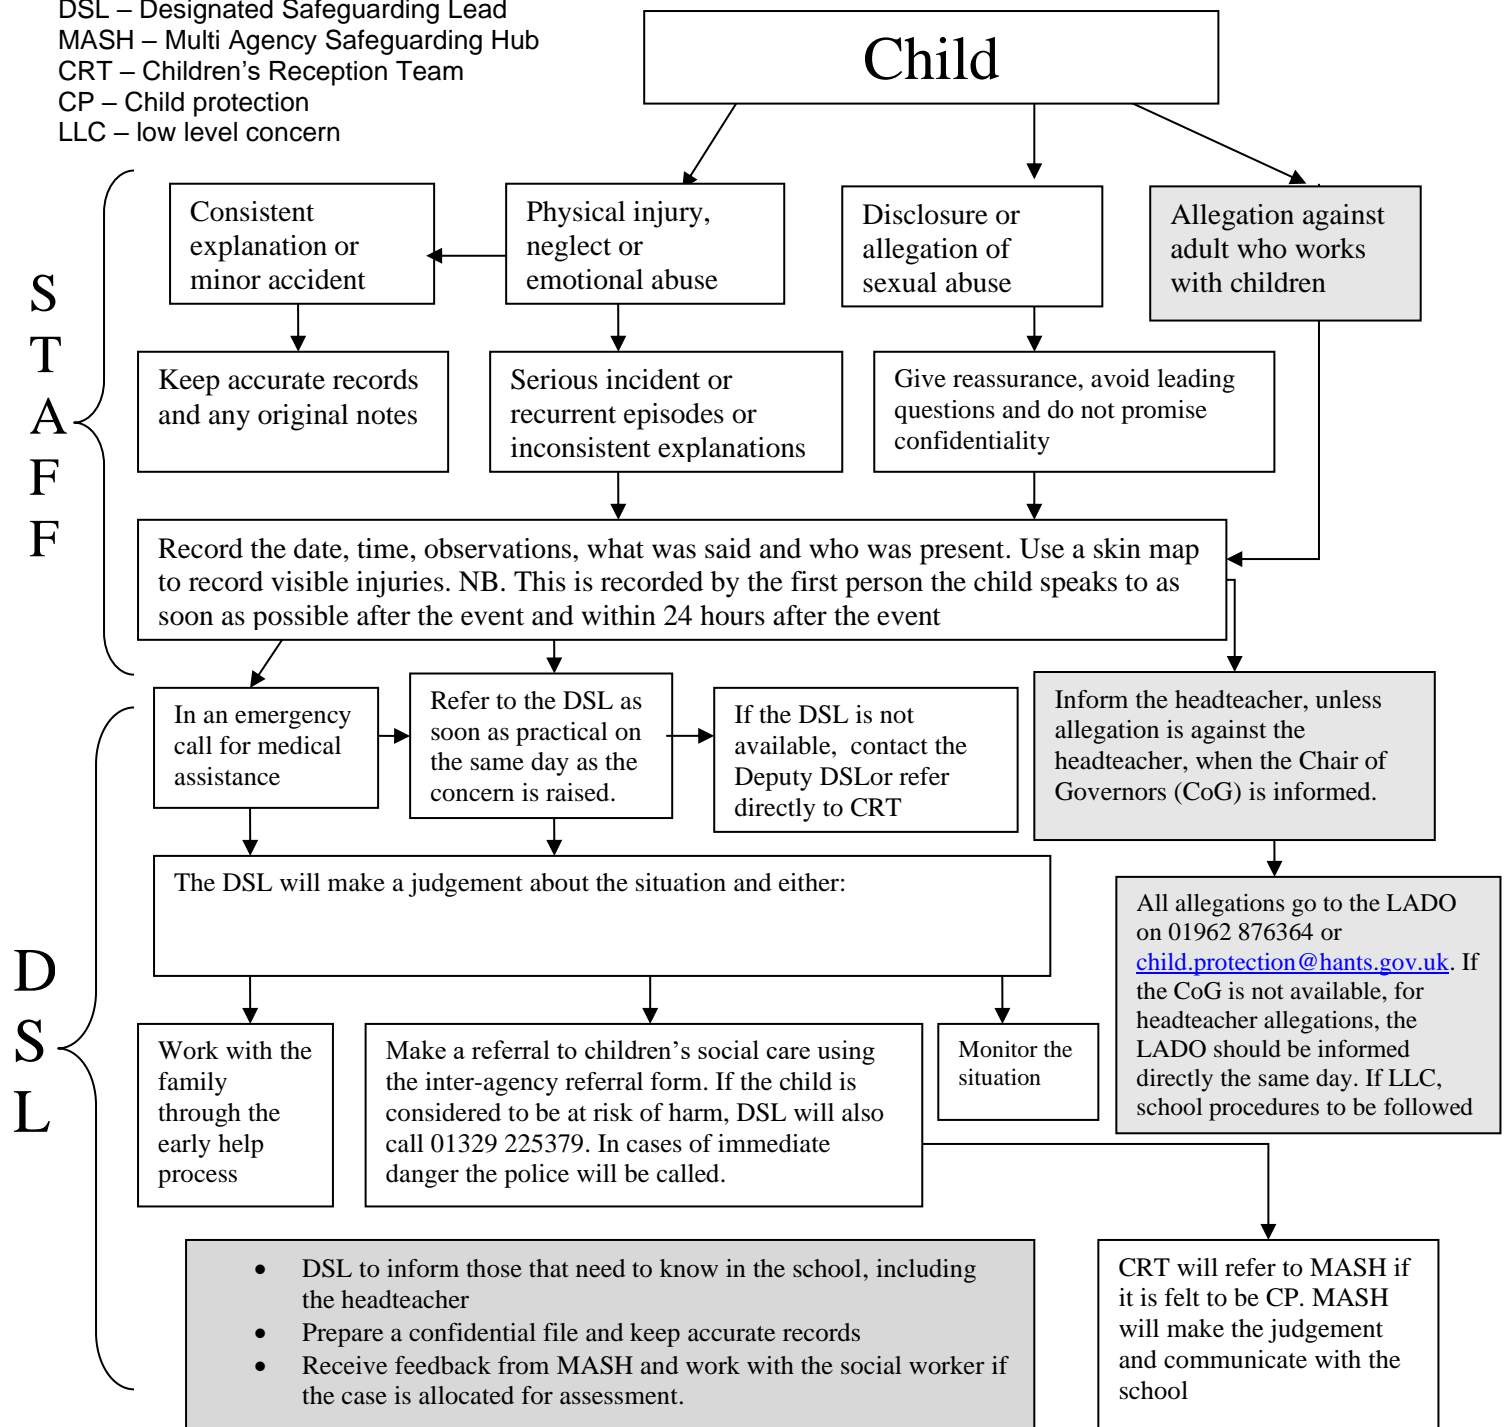 DSL – Designated Safeguarding Lead
MASH – Multi Agency Safeguarding Hub
CRT – Children's Reception Team
CP – Child protection
LLC – low level concern
Child
Consistent
explanation or
minor accident
Physical injury,
neglect or
emotional abuse
Disclosure or
allegation of
sexual abuse
Allegation against
adult who works
with children
S
T
A
F
F
Keep accurate records
and any original notes
Serious incident or
recurrent episodes or
inconsistent explanations
Give reassurance, avoid leading
questions and do not promise
confidentiality
Record the date, time, observations, what was said and who was present. Use a skin map
to record visible injuries. NB. This is recorded by the first person the child speaks to as
soon as possible after the event and within 24 hours after the event
In an emergency
call for medical
assistance
Refer to the DSL as
soon as practical on
the same day as the
concern is raised.
If the DSL is not
available,  contact the
Deputy DSLor refer
directly to CRT
Inform the headteacher, unless
allegation is against the
headteacher, when the Chair of
Governors (CoG) is informed.
The DSL will make a judgement about the situation and either:
All allegations go to the LADO
on 01962 876364 or
child.protection@hants.gov.uk. If
the CoG is not available, for
headteacher allegations, the
LADO should be informed
directly the same day. If LLC,
school procedures to be followed
D
S
L
Work with the
family
through the
early help
process
Make a referral to children's social care using
the inter-agency referral form. If the child is
considered to be at risk of harm, DSL will also
call 01329 225379. In cases of immediate
danger the police will be called.
Monitor the
situation
• DSL to inform those that need to know in the school, including
the headteacher
• Prepare a confidential file and keep accurate records
• Receive feedback from MASH and work with the social worker if
the case is allocated for assessment.
CRT will refer to MASH if
it is felt to be CP. MASH
will make the judgement
and communicate with the
school